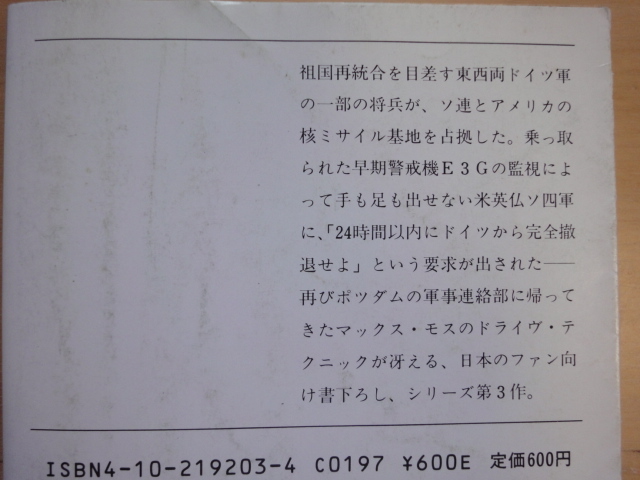 祖国再統合を目差す東西両ドイツ軍
の一部の将兵が、ソ連とアメリカの
核ミサイル基地を占拠した。乗っ取
られた早期警戒機E3Gの監視によ
って手も足も出せない米英仏ソ四軍
に、「24時間以内にドイツから完全撤
退せよ」という要求が出された──
再びポツダムの軍事連絡部に帰って
きたマックス・モスのドライヴ・テ
クニックが冴える、日本のファン向
け書下ろし、シリーズ第3作。
ISBN4-10-219203-4 C0197 ¥600E 定価600円